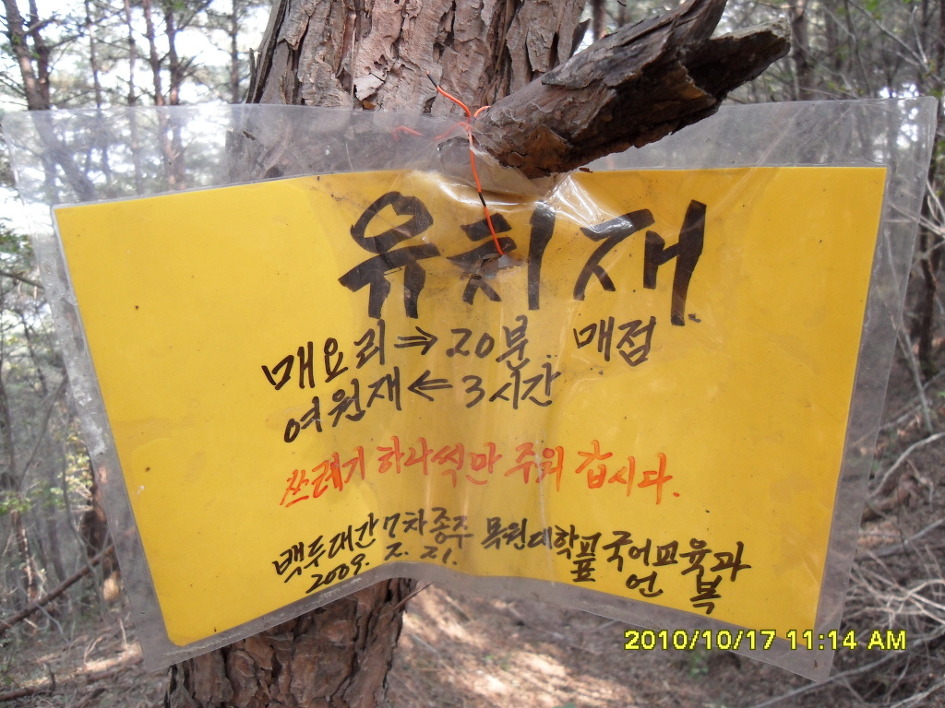 유치재.
매요리 ⇒ 20분. 매점
여원재 ⇐ 3시간
쓰레기 하나씩만 주워 갑시다.
백두대간 7차종주 목원대학교 국어교육과
2009. 2. 21. 표 언 복
2010/10/17 11:14 AM